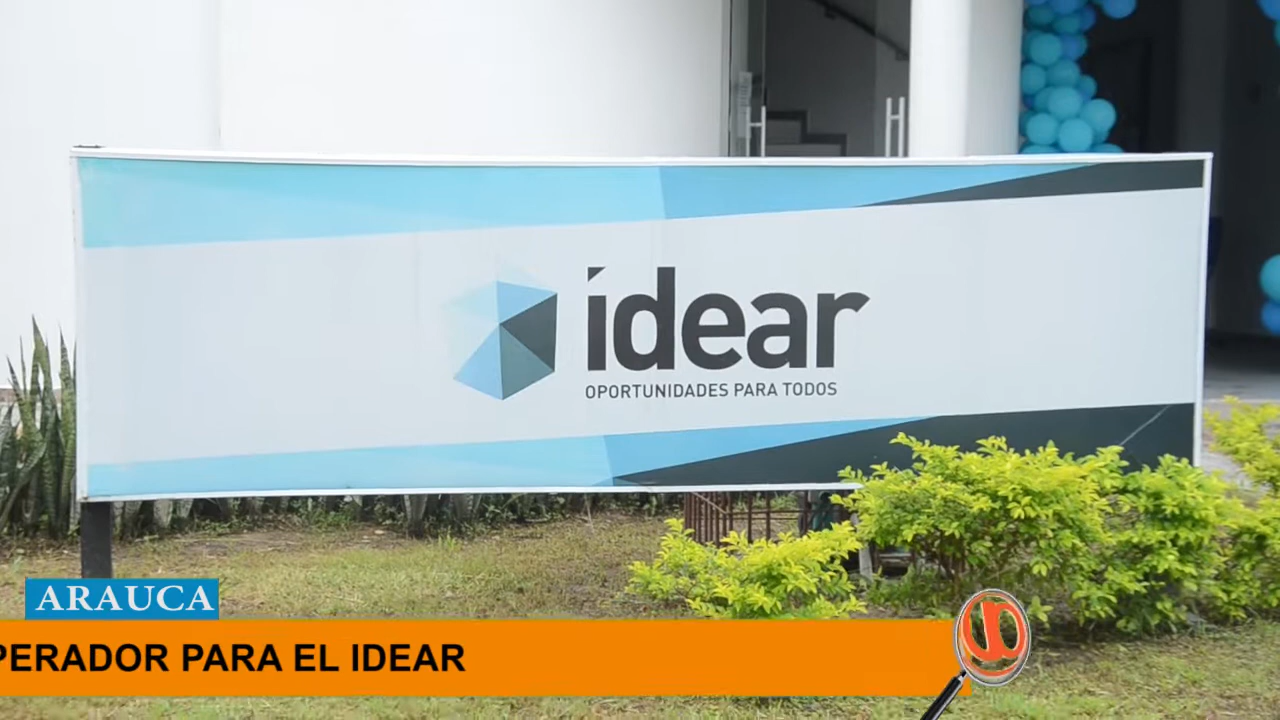 idear
OPORTUNIDADES PARA TODOS
ARAUCA
PERADOR PARA EL IDEAR